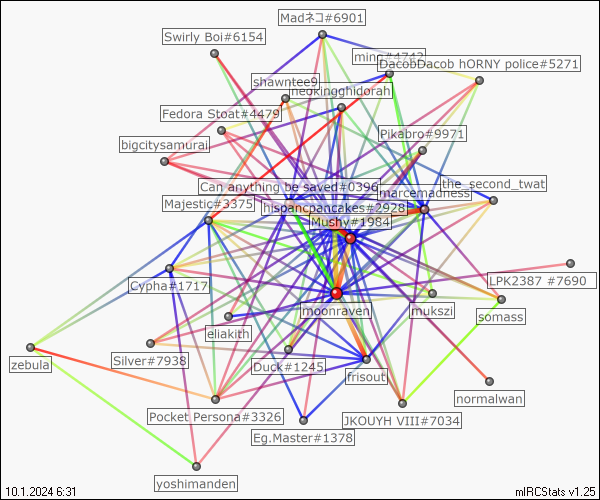 Madネコ#6901
Swirly Boi#6154
mino#4742
DacobDacob hORNY police#5271
shawntee9
neokingghidorah
Fedora Stoat#4479
Pikabro#9971
bigcitysamurai
Can anything be saved#0396
the_second_twat
marcemadness
Majestic#3375
hispancpancakes#2928
Mushy#1984
LPK2387 #7690
Cypha#1717
moonraven
mukszi
somass
eliakith
Silver#7938
zebula
Duck#1245
frisout
normalwan
Pocket Persona#3326
JKOUYH VIII#7034
Eg.Master#1378
yoshimanden
10.1.2024 6:31
mIRCStats v1.25